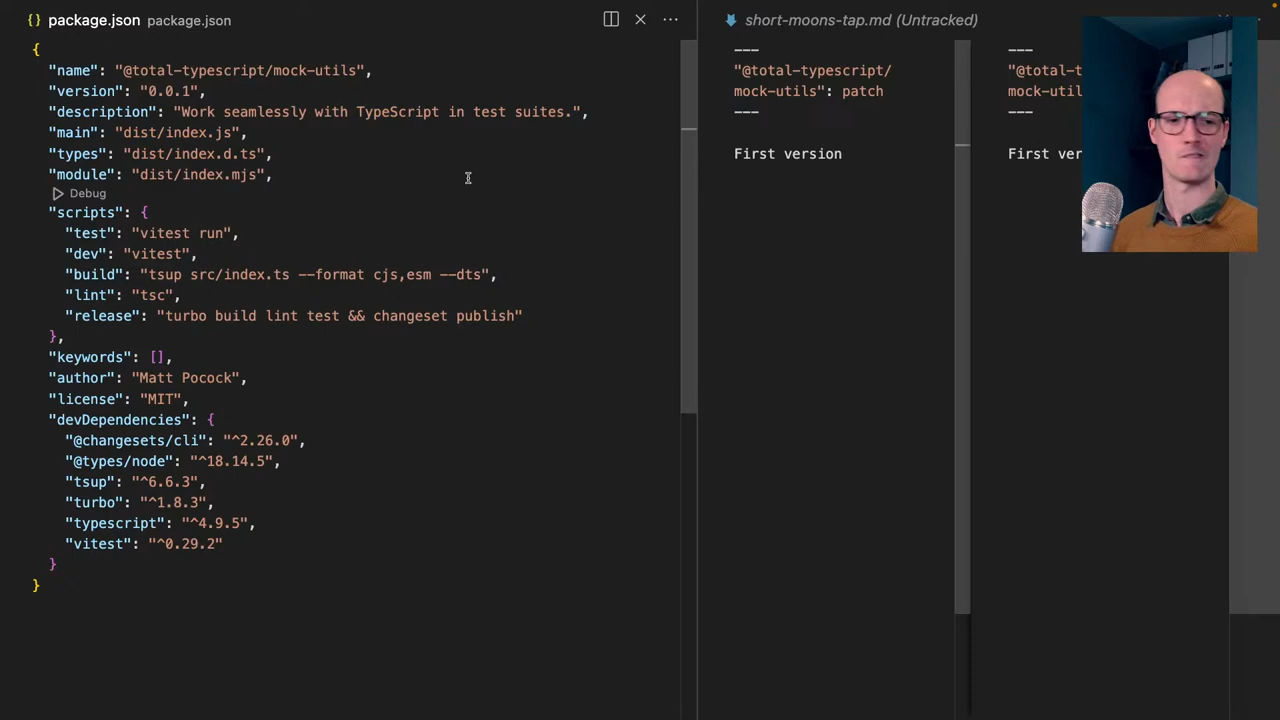 {} package.json package.json
{
"name": "@total-typescript/mock-utils",
"version": "0.0.1",
"description": "Work seamlessly with TypeScript in test suites.",
"main": "dist/index.js",
"types": "dist/index.d.ts",
"module": "dist/index.mjs",
Debug
"scripts": {
"test": "vitest run",
"dev": "vitest",
"build": "tsup src/index.ts --format cjs,esm --dts",
"lint": "tsc",
"release": "turbo build lint test && changeset publish"
},
"keywords": [],
"author": "Matt Pocock",
"license": "MIT",
"devDependencies": {
"@changesets/cli": "^2.26.0",
"@types/node": "^18.14.5",
"tsup": "^6.6.3",
"turbo": "^1.8.3",
"typescript": "^4.9.5",
"vitest": "^0.29.2"
}
}
short-moons-tap.md (Untracked)
---
"@total-typescript/
mock-utils": patch
---
First version
---
"@total-t
mock-utils"
---
First ver